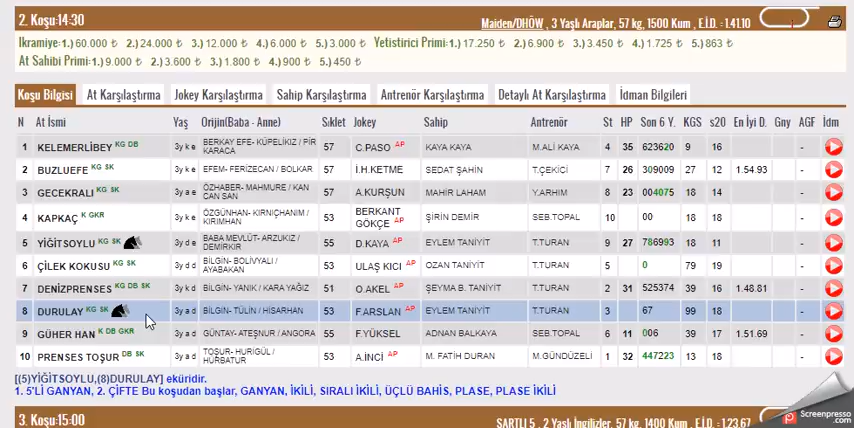 2. Koşu:14:30
Maiden/DHÖW , 3 Yaşlı Araplar, 57 kg, 1500 Kum , E.İ.D. :1.41.10
İkramiye: 1.) 60.000 ₺ 2.) 24.000 ₺ 3.) 12.000 ₺ 4.) 6.000 ₺ 5.) 3.000 ₺ Yetistirici Primi: 1.) 17.250 ₺ 2.) 6.900 ₺ 3.) 3.450 ₺ 4.) 1.725 ₺ 5.) 863 ₺
At Sahibi Primi: 1.) 9.000 ₺ 2.) 3.600 ₺ 3.) 1.800 ₺ 4.) 900 ₺ 5.) 450 ₺
Koşu Bilgisi At Karşılaştırma Jokey Karşılaştırma Sahip Karşılaştırma Antrenör Karşılaştırma Detaylı At Karşılaştırma İdman Bilgileri
N At İsmi Yaş Orijin(Baba - Anne) Sıklet Jokey Sahip Antrenör St HP Son 6 Y. KGS s20 En İyi D. Gny AGF İdm
1 KELEMERLİBEY KG DB 3y k e BERKAY EFE- KÜPELİKIZ / PİR KARACA 57 C.PASO AP KAYA KAYA M.ALİ KAYA 4 35 623620 9 16 -
2 BUZLUEFE KG SK 3y k e EFEM- FERİZECAN / BOLKAR 57 İ.H.KETME SEDAT ŞAHİN T.ÇEKİÇİ 7 26 309009 27 12 1.54.93 -
3 GECEKRALI KG SK 3y a e ÖZHABER- MAHMURE / KAN CAN SAN 57 A.KURŞUN MAHİR LAHAM Y.ARHIM 8 23 004075 18 14 -
4 KAPKAÇ K GKR 3y k e ÖZGÜNHAN- KIRNIÇHANIM / KIRIMHAN 53 BERKANT GÖKÇE AP ŞİRİN DEMİR SEB.TOPAL 10 00 18 18 -
5 YİĞİTSOYLU KG SK 3y d e BABA MEVLÜT- ARZUKIZ / DEMİRKIR 55 D.KAYA AP EYLEM TANIYİT T.TURAN 9 27 786993 18 11 -
6 ÇİLEK KOKUSU KG SK 3y d d BİLGİN- BOLİVYALI / AYABAKAN 53 ULAŞ KICI AP OZAN TANIYİT T.TURAN 5 0 79 19 -
7 DENİZPRENSES KG DB SK 3y k d BİLGİN- YANIK / KARA YAĞIZ 51 O.AKEL AP ŞEYMA B. TANIYİT T.TURAN 2 31 525374 39 16 1.48.81 -
8 DURULAY KG SK 3y a d BİLGİN- TÜLİN / HİSARHAN 53 F.ARSLAN AP EYLEM TANIYİT T.TURAN 3 67 99 18 -
9 GÜHER HAN K DB GKR 3y a d GÜNTAY- ATEŞNUR / ANGORA 55 F.YÜKSEL ADNAN BALKAYA SEB.TOPAL 6 11 006 39 17 1.51.69 -
10 PRENSES TOŞUR DB SK 3y a d TOŞUR- HURİGÜL / HÜRBATUR 53 A.İNCİ AP M. FATİH DURAN M.GÜNDÜZELİ 1 32 447223 13 18 -
[(5)YİĞİTSOYLU,(8)DURULAY] eküridir.
1. 5'Lİ GANYAN, 2. ÇİFTE Bu koşudan başlar, GANYAN, İKİLİ, SIRALI İKİLİ, ÜÇLÜ BAHİS, PLASE, PLASE İKİLİ
3. Koşu:15:00
ŞARTLI 5 , 2 Yaşlı İngilizler, 57 kg, 1400 Kum , E.İ.D. :1.23.67
Screenpresso.com